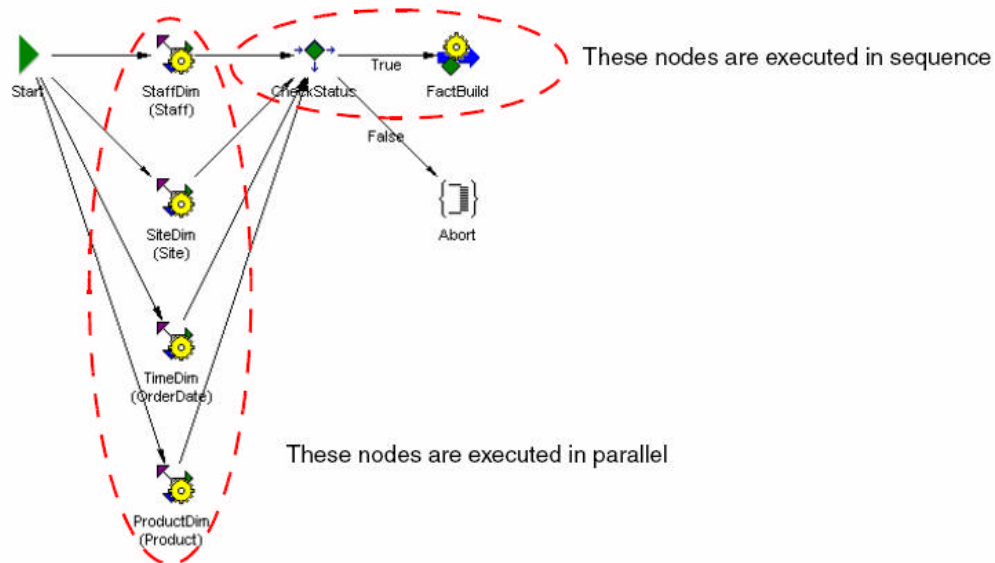 These nodes are executed in sequence
True
Start
StaffDim
(Staff)
CheckStatus
FactBuild
False
SiteDim
(Site)
Abort
TimeDim
(OrderDate)
These nodes are executed in parallel
ProductDim
(Product)